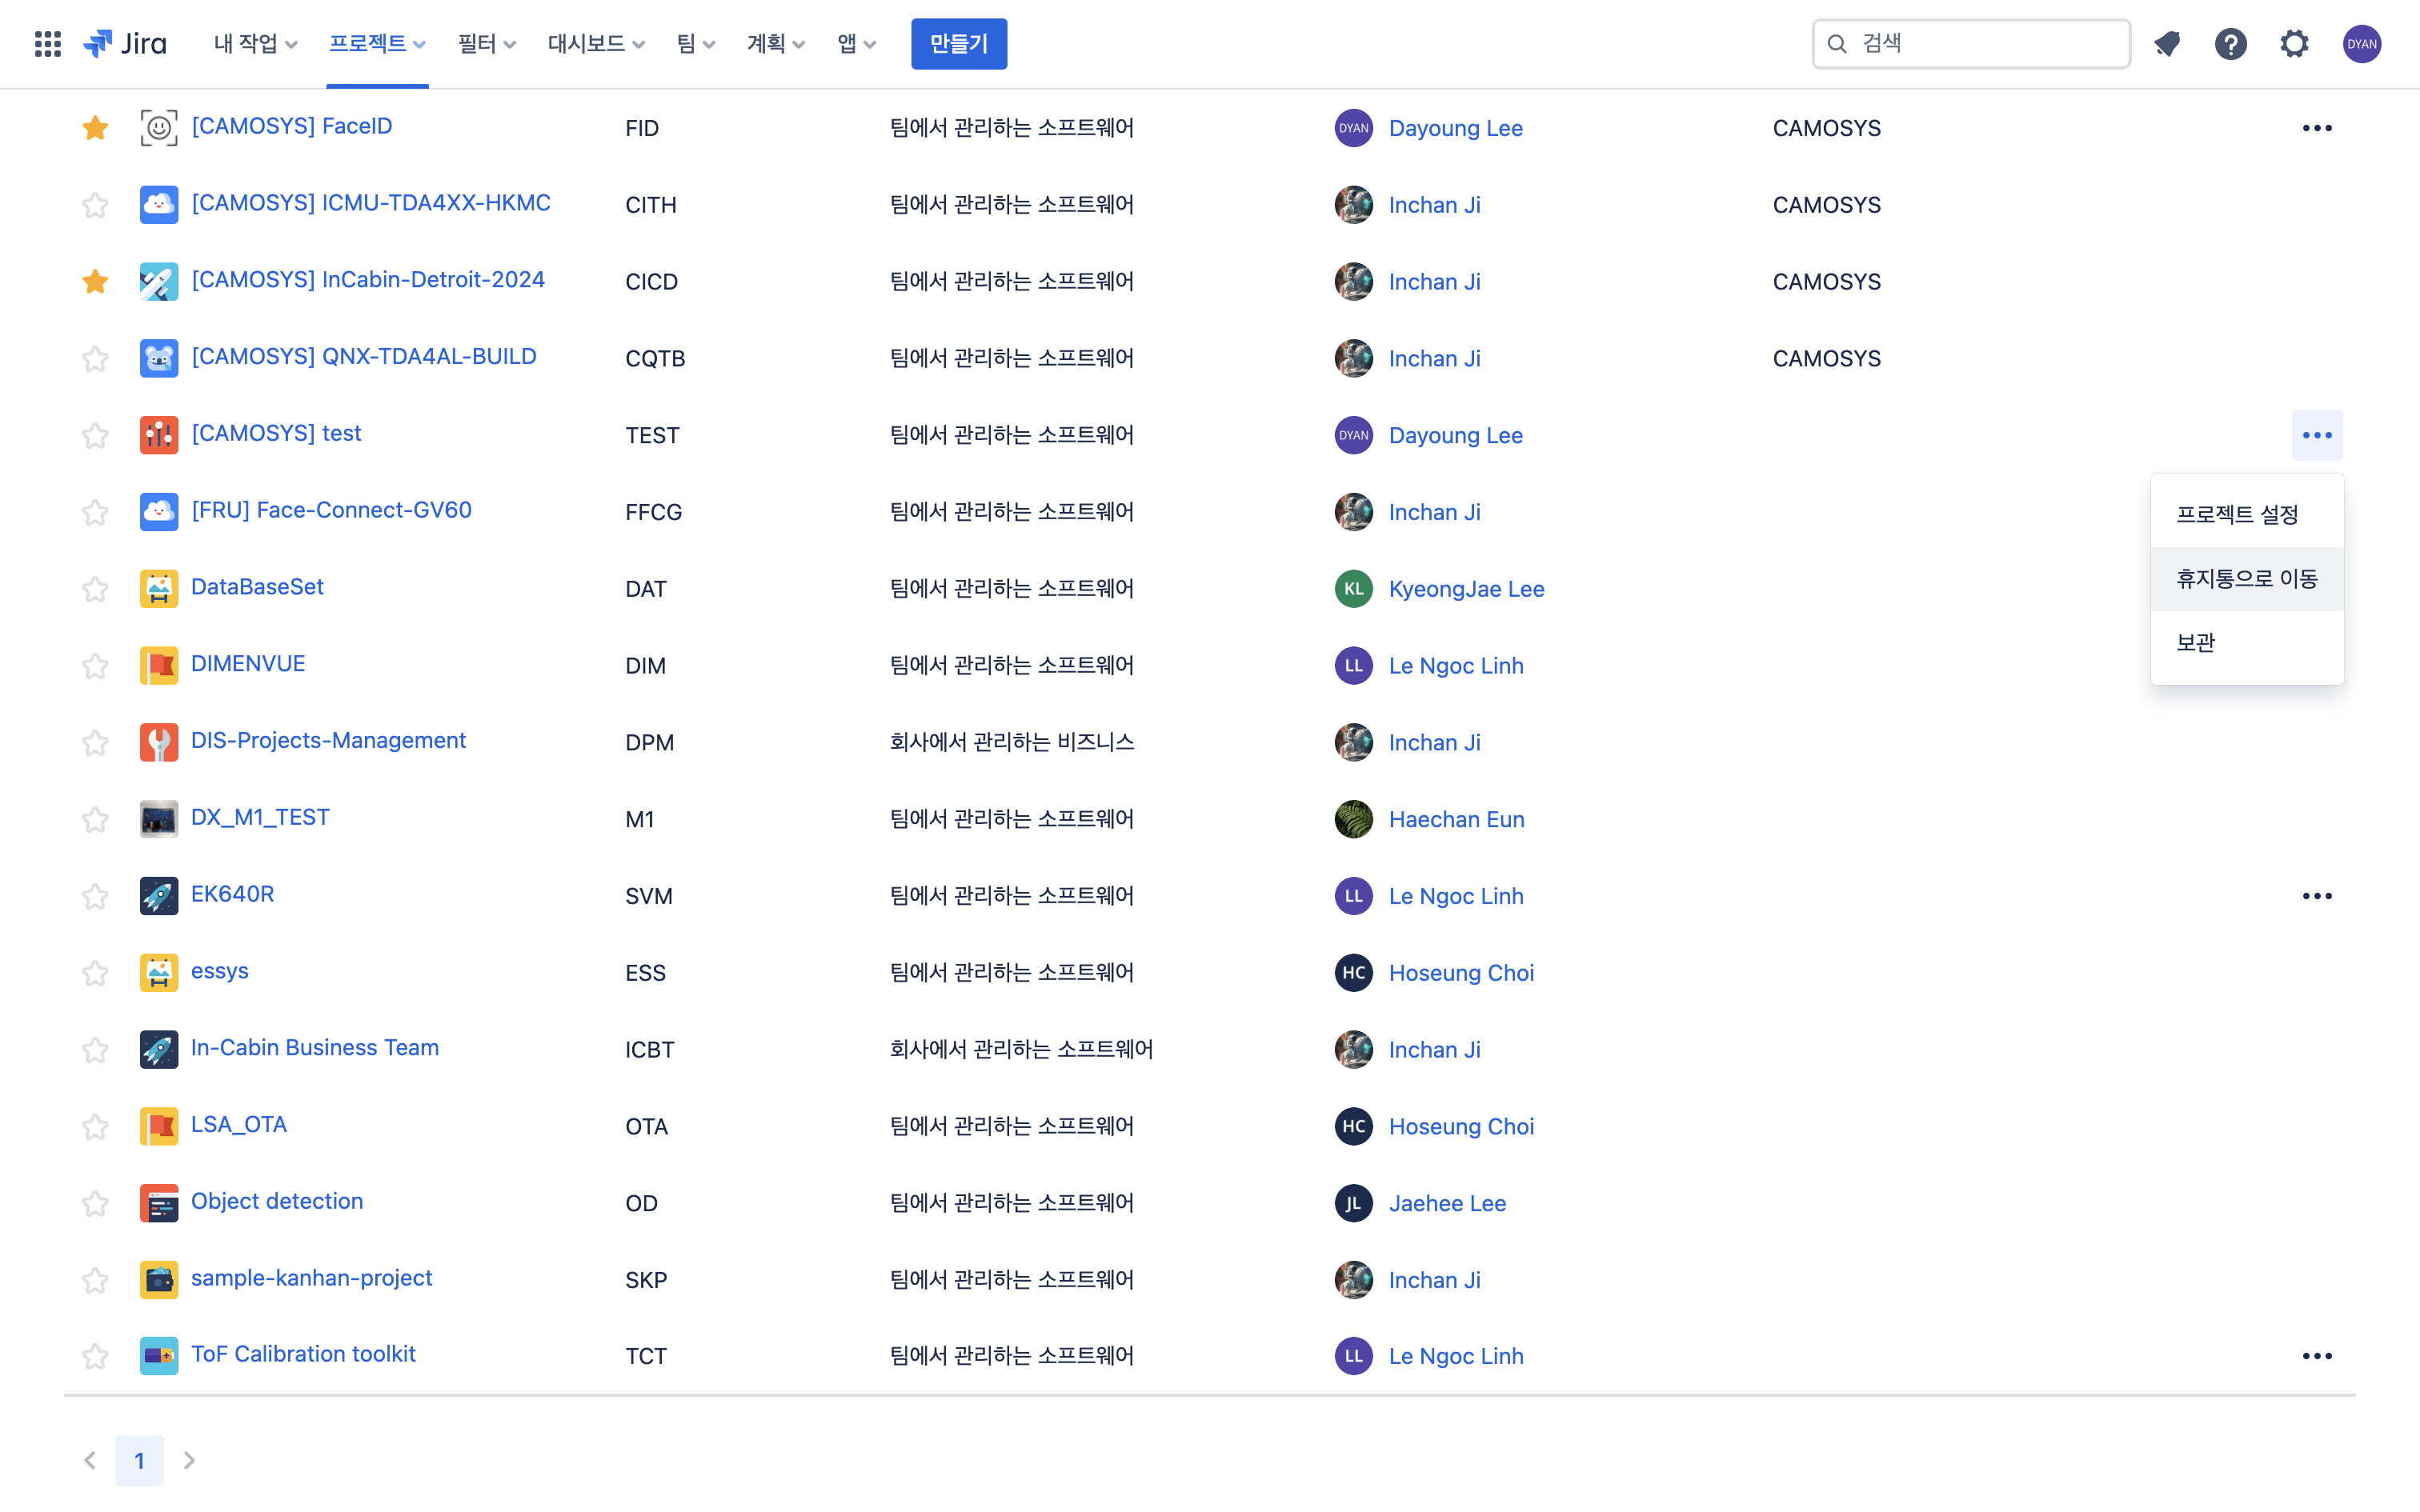 Jira 내 작업 프로젝트 필터 대시보드 팀 계획 앱 만들기 검색 DYAN
[CAMOSYS] FaceID FID 팀에서 관리하는 소프트웨어 DYAN Dayoung Lee CAMOSYS
[CAMOSYS] ICMU-TDA4XX-HKMC CITH 팀에서 관리하는 소프트웨어 Inchan Ji CAMOSYS
[CAMOSYS] InCabin-Detroit-2024 CICD 팀에서 관리하는 소프트웨어 Inchan Ji CAMOSYS
[CAMOSYS] QNX-TDA4AL-BUILD CQTB 팀에서 관리하는 소프트웨어 Inchan Ji CAMOSYS
[CAMOSYS] test TEST 팀에서 관리하는 소프트웨어 DYAN Dayoung Lee
[FRU] Face-Connect-GV60 FFCG 팀에서 관리하는 소프트웨어 Inchan Ji
프로젝트 설정
휴지통으로 이동
보관
DataBaseSet DAT 팀에서 관리하는 소프트웨어 KL KyeongJae Lee
DIMENVUE DIM 팀에서 관리하는 소프트웨어 LL Le Ngoc Linh
DIS-Projects-Management DPM 회사에서 관리하는 비즈니스 Inchan Ji
DX_M1_TEST M1 팀에서 관리하는 소프트웨어 Haechan Eun
EK640R SVM 팀에서 관리하는 소프트웨어 LL Le Ngoc Linh
essys ESS 팀에서 관리하는 소프트웨어 HC Hoseung Choi
In-Cabin Business Team ICBT 회사에서 관리하는 소프트웨어 Inchan Ji
LSA_OTA OTA 팀에서 관리하는 소프트웨어 HC Hoseung Choi
Object detection OD 팀에서 관리하는 소프트웨어 JL Jaehee Lee
sample-kanhan-project SKP 팀에서 관리하는 소프트웨어 Inchan Ji
ToF Calibration toolkit TCT 팀에서 관리하는 소프트웨어 LL Le Ngoc Linh
1